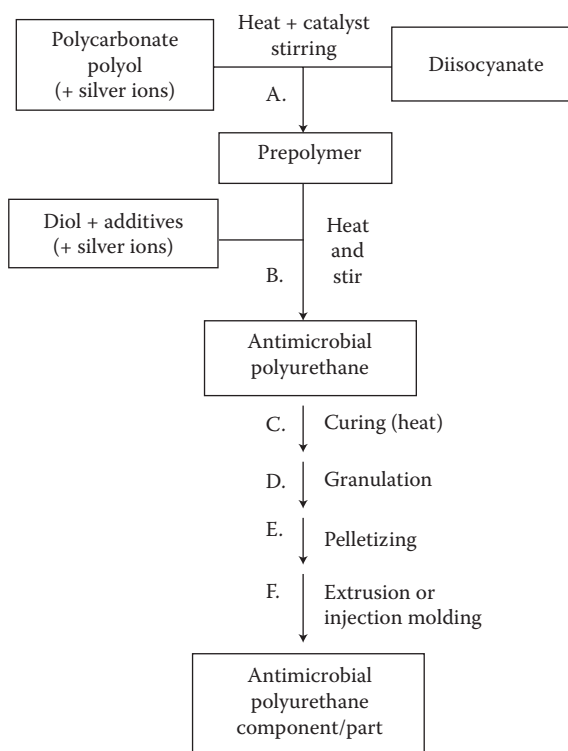 Heat + catalyst
stirring
Polycarbonate
polyol
(+ silver ions)
Diisocyanate
A.
Prepolymer
Diol + additives
(+ silver ions)
Heat
and
stir
B.
Antimicrobial
polyurethane
C.
Curing (heat)
D.
Granulation
E.
Pelletizing
F.
Extrusion or
injection molding
Antimicrobial
polyurethane
component/part